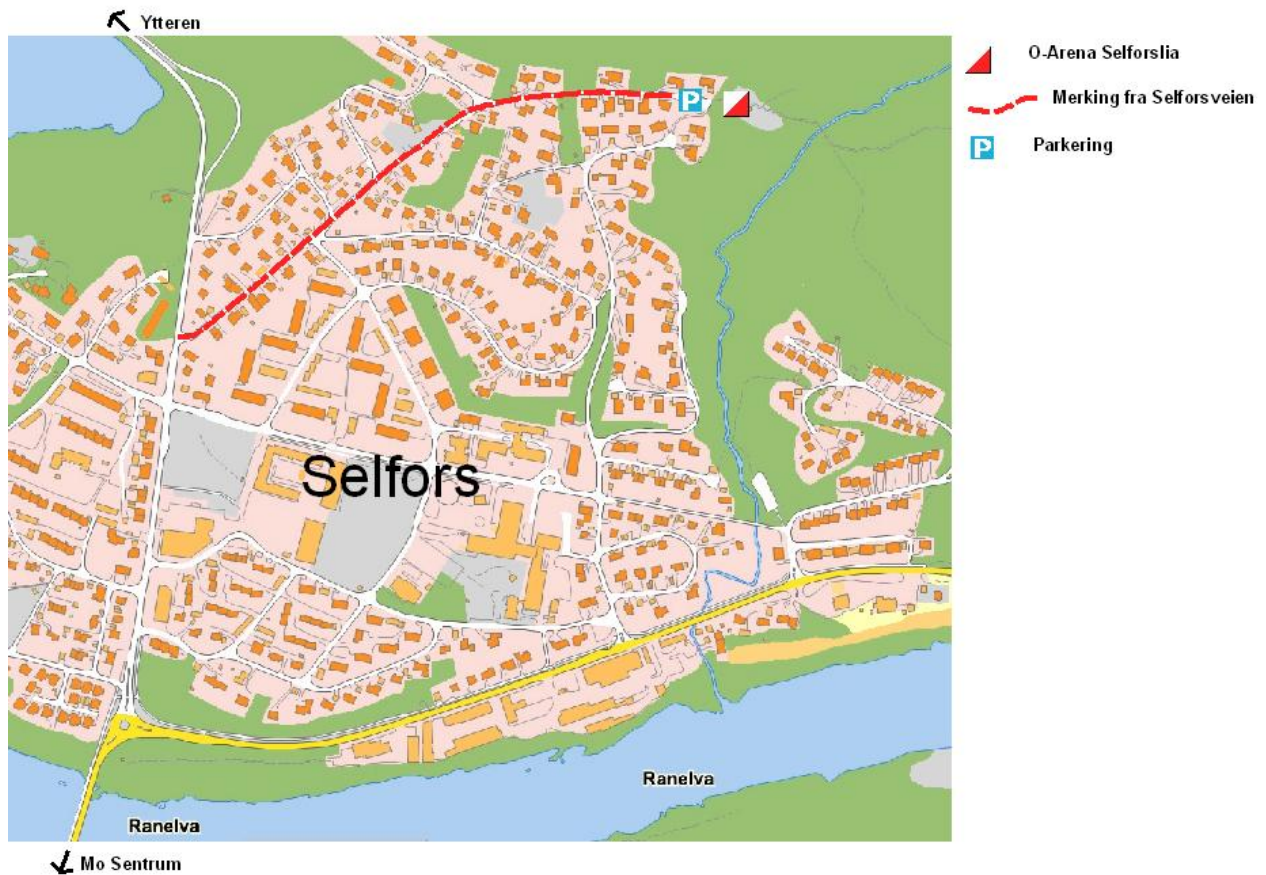 Ytteren
O-Arena Selforslia
Merking fra Selforsveien
P
P
Parkering
Selfors
Ranelva
Ranelva
Mo Sentrum